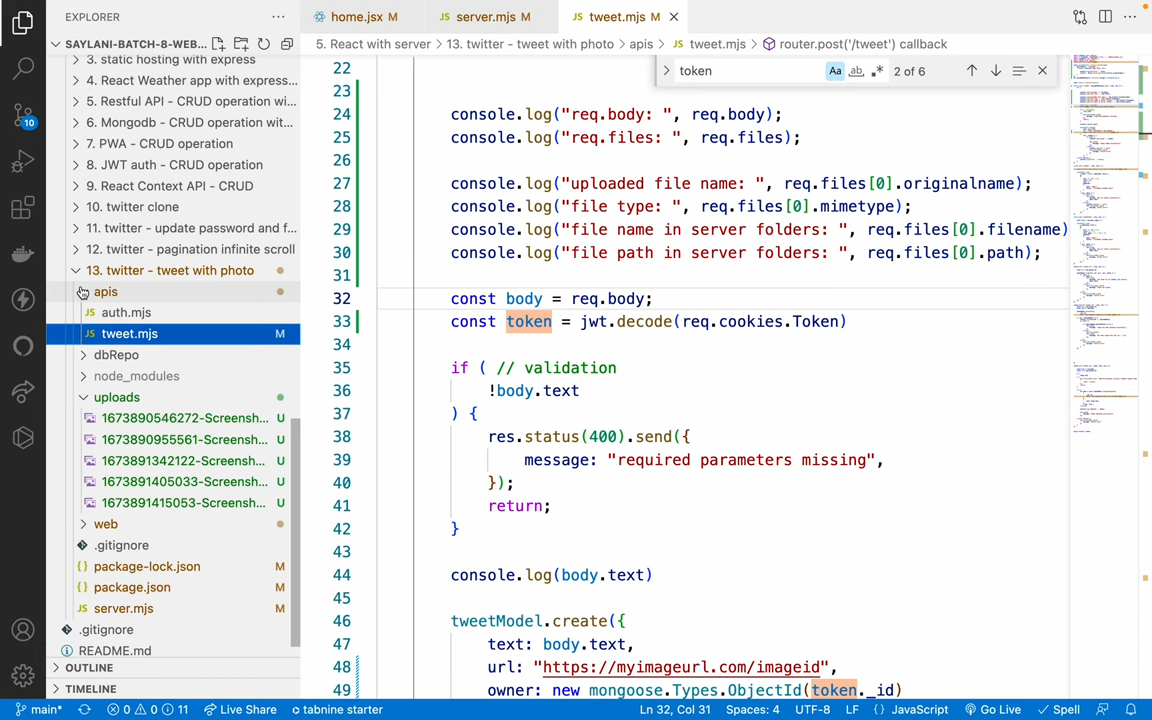 EXPLORER
home.jsx M
server.mjs M
tweet.mjs M
SAYLANI-BATCH-8-WEB...
5. React with server > 13. twitter - tweet with photo > apis > JS tweet.mjs > router.post('/tweet') callback
token
Aa
ab
2 of 6
3. static hosting with express
4. React Weather app with express...
5. Restful API - CRUD operation wi...
6. Mongodb - CRUD operation wit...
7. PWA - CRUD operation
8. JWT auth - CRUD operation
9. React Context API - CRUD
10. twitter clone
11. twitter - update password and f...
12. twitter - pagination infinite scroll
13. twitter - tweet with photo
apis
JS auth.mjs
JS tweet.mjs M
dbRepo
node_modules
uploads
1673890546272-Screensh... U
1673890955561-Screensh... U
1673891342122-Screensh... U
1673891405033-Screensh... U
1673891415053-Screensh... U
web
.gitignore
{} package-lock.json M
{} package.json M
JS server.mjs M
.gitignore
README.md
OUTLINE
TIMELINE
10
22
23
24 console.log("req.body: ", req.body);
25 console.log("req.files: ", req.files);
26
27 console.log("uploaded file name: ", req.files[0].originalname);
28 console.log("file type: ", req.files[0].mimetype);
29 console.log("file name in server folders: ", req.files[0].filename)
30 console.log("file path in server folders: ", req.files[0].path);
31
32 const body = req.body;
33 const token = jwt.decode(req.cookies.Token)
34
35 if ( // validation
36 !body.text
37 ) {
38 res.status(400).send({
39 message: "required parameters missing",
40 });
41 return;
42 }
43
44 console.log(body.text)
45
46 tweetModel.create({
47 text: body.text,
48 url: "https://myimageurl.com/imageid",
49 owner: new mongoose.Types.ObjectId(token._id)
main* 0 0 11 Live Share tabnine starter Ln 32, Col 31 Spaces: 4 UTF-8 LF {} JavaScript Go Live Spell